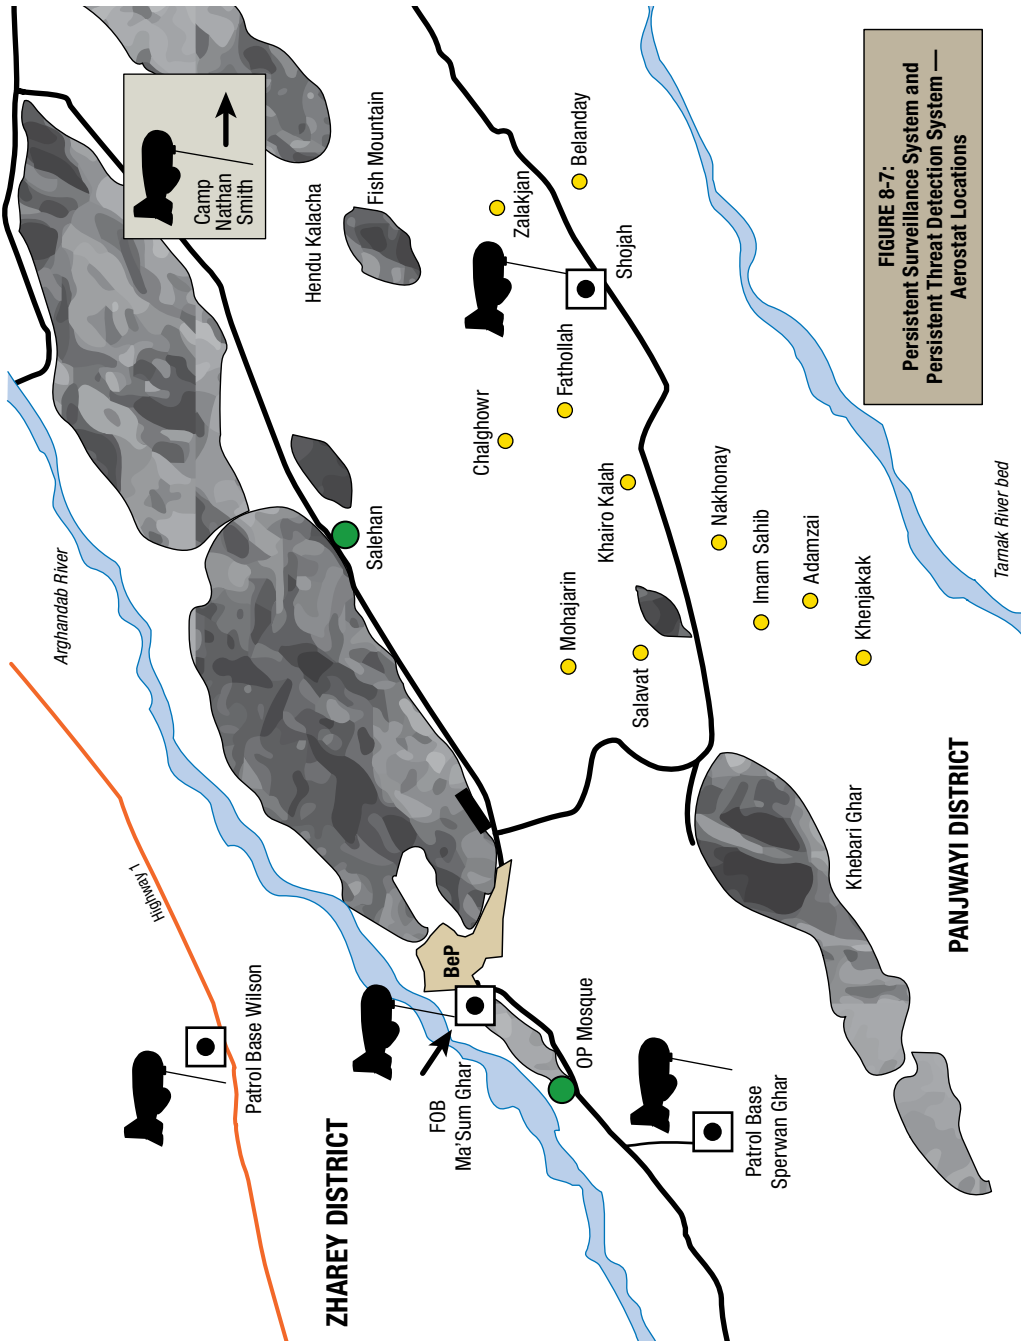 Arghandab River
Highway 1
Patrol Base Wilson
ZHAREY DISTRICT
FOB
Ma'Sum Ghar
BeP
OP Mosque
Patrol Base
Sperwan Ghar
Salehan
Camp
Nathan
Smith
Hendu Kalacha
Fish Mountain
Zalakjan
Belanday
Shojah
Chalghowr
Fathollah
Khairo Kalah
Mohajarin
Salavat
Nakhonay
Imam Sahib
Adamzai
Khenjakak
Khebari Ghar
PANJWAYI DISTRICT
Tarnak River bed
FIGURE 8-7:
Persistent Surveillance System and
Persistent Threat Detection System —
Aerostat Locations